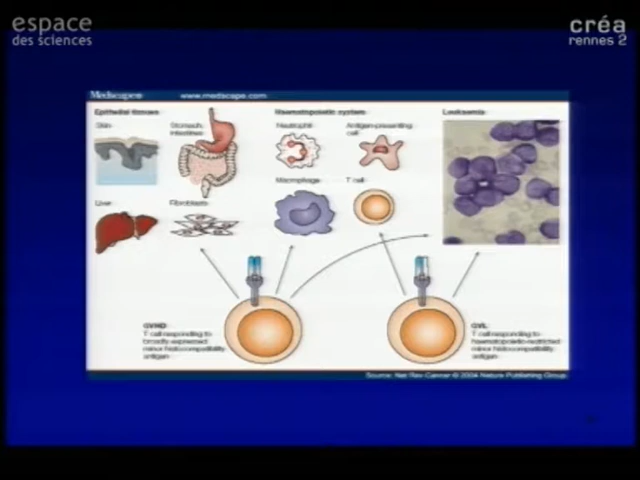 espace
des sciences
créa
rennes 2
Medscape®
www.medscape.com
Epithelial tissues
Skin
Stomach,
intestines
Liver
Fibroblasts
Haematopoietic system
Neutrophil
Antigen-presenting
cell
Macrophage
T cell
Leukaemia
GVHD
T cell responding to
broadly expressed
minor histocompatibility
antigen
GVL
T cell responding to
haematopoietic-restricted
minor histocompatibility
antigen
Source: Nat Rev Cancer © 2004 Nature Publishing Group